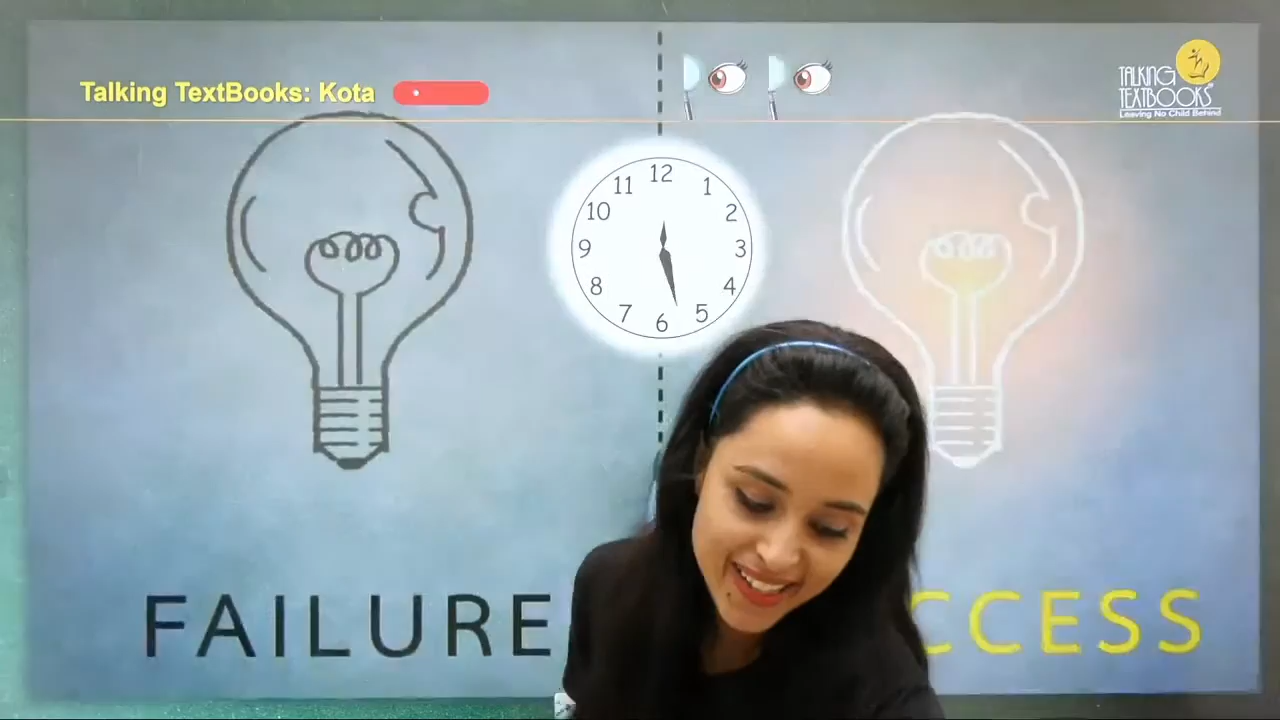 Talking TextBooks: Kota
TALKING
TEXTBOOKS
Leaving No Child Behind
12
11 1
10 2
9 3
8 4
7 5
6
FAILURE
CCESS